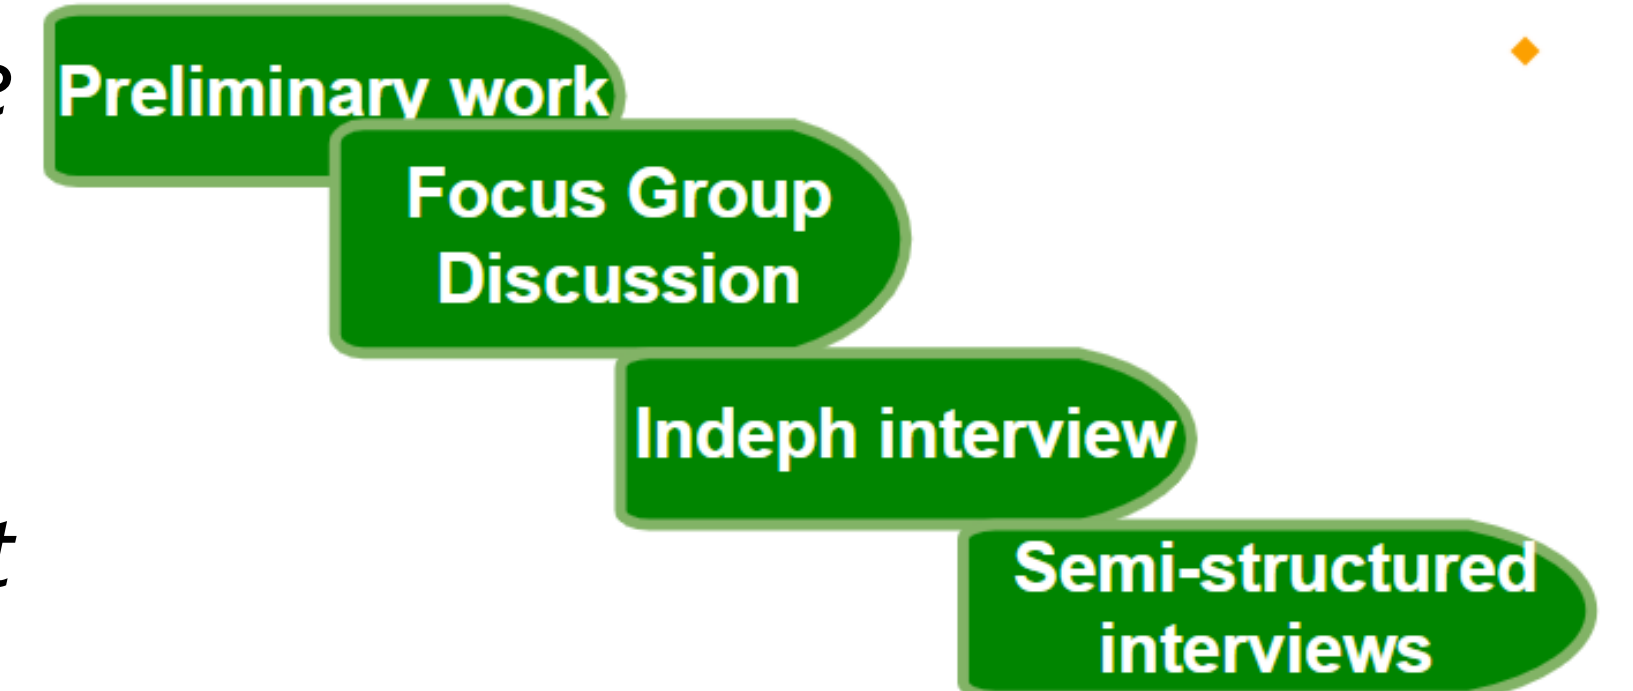 Preliminary work
Focus Group
Discussion
Indeph interview
Semi-structured
interviews